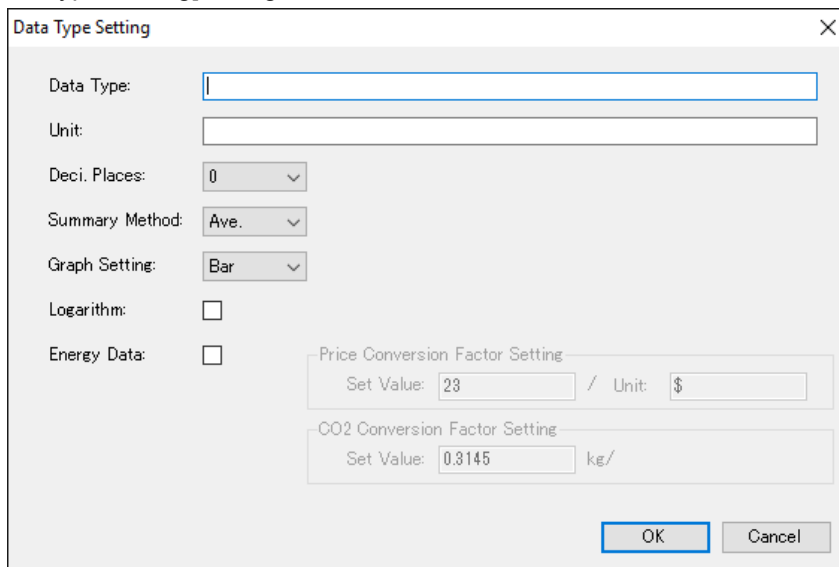 Data Type Setting
Data Type:
Unit:
Deci. Places: 0
Summary Method: Ave.
Graph Setting: Bar
Logarithm:
Energy Data:
Price Conversion Factor Setting
Set Value: 23 / Unit: $
CO2 Conversion Factor Setting
Set Value: 0.3145 kg/
OK Cancel